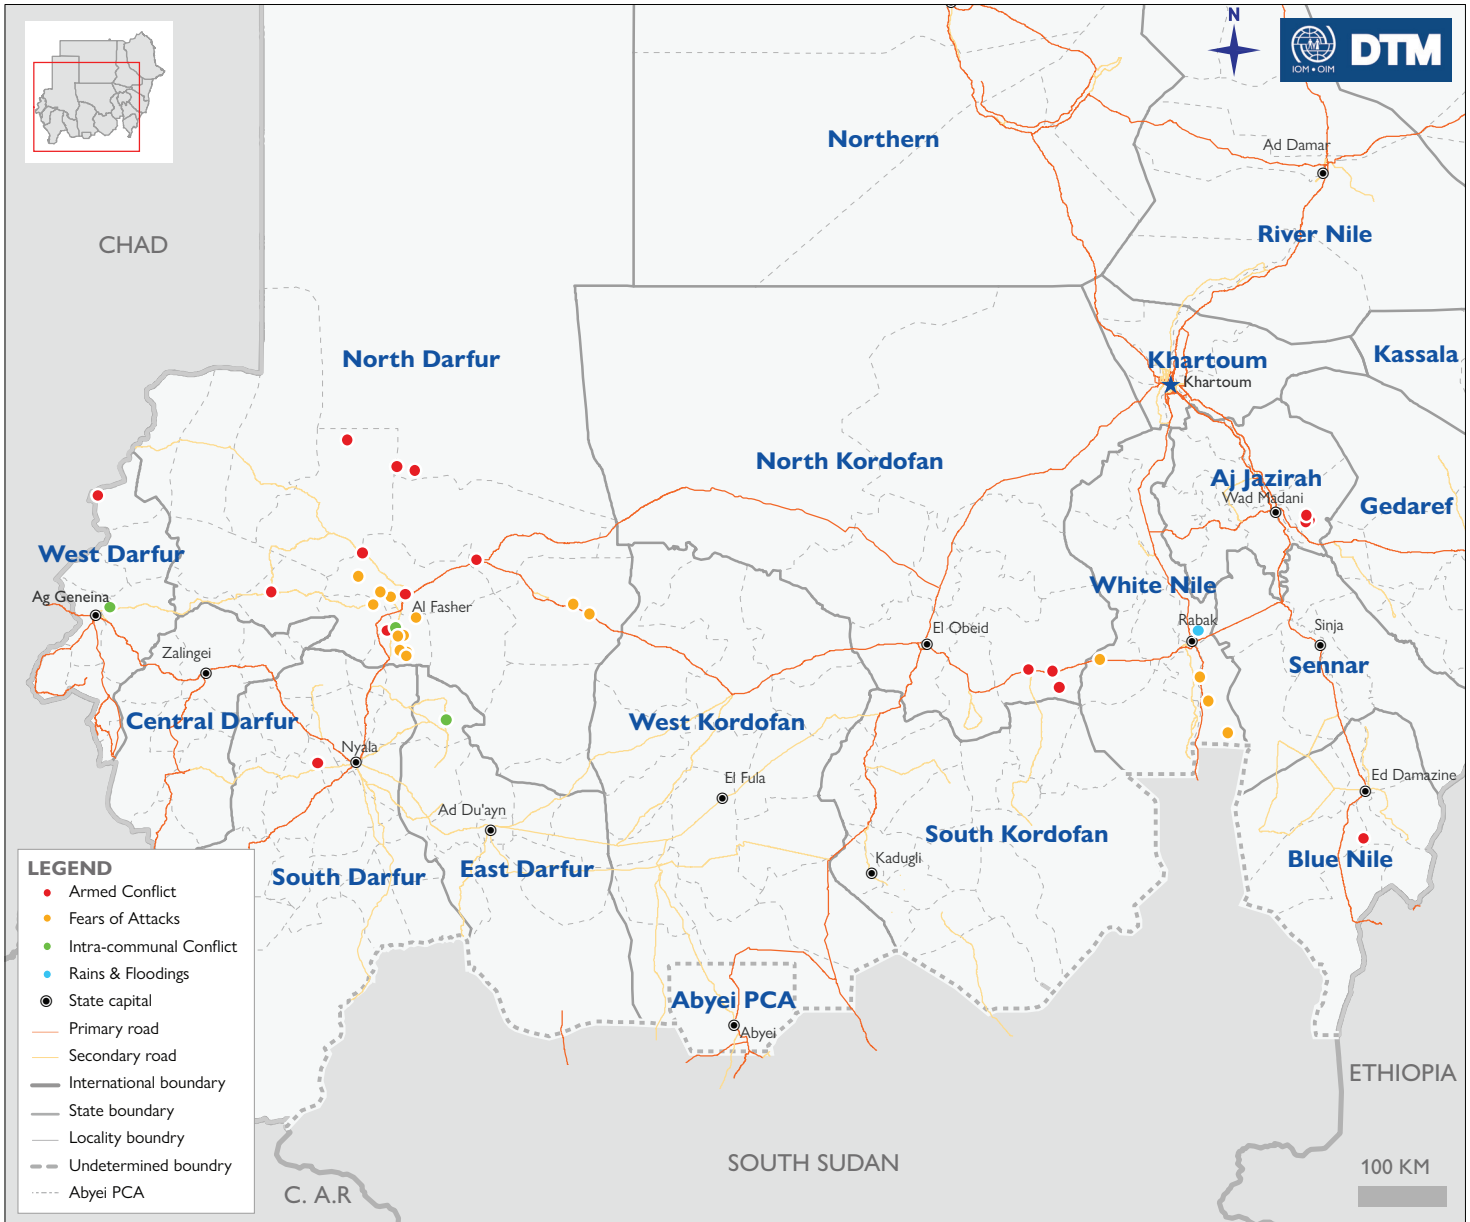 N
IOM • OIM
DTM
Northern
Ad Damar
River Nile
CHAD
North Darfur
Khartoum
Khartoum
Kassala
North Kordofan
Aj Jazirah
Wad Madani
Gedaref
West Darfur
Ag Geneina
White Nile
Al Fasher
El Obeid
Rabak
Sinja
Zalingei
Sennar
Central Darfur
West Kordofan
Nyala
El Fula
Ed Damazine
Ad Du'ayn
South Kordofan
Kadugli
Blue Nile
East Darfur
South Darfur
LEGEND
Armed Conflict
Fears of Attacks
Intra-communal Conflict
Rains & Floodings
State capital
Primary road
Secondary road
International boundary
State boundary
Locality boundry
Undetermined boundry
Abyei PCA
Abyei PCA
Abyei
ETHIOPIA
SOUTH SUDAN
C. A.R
100 KM